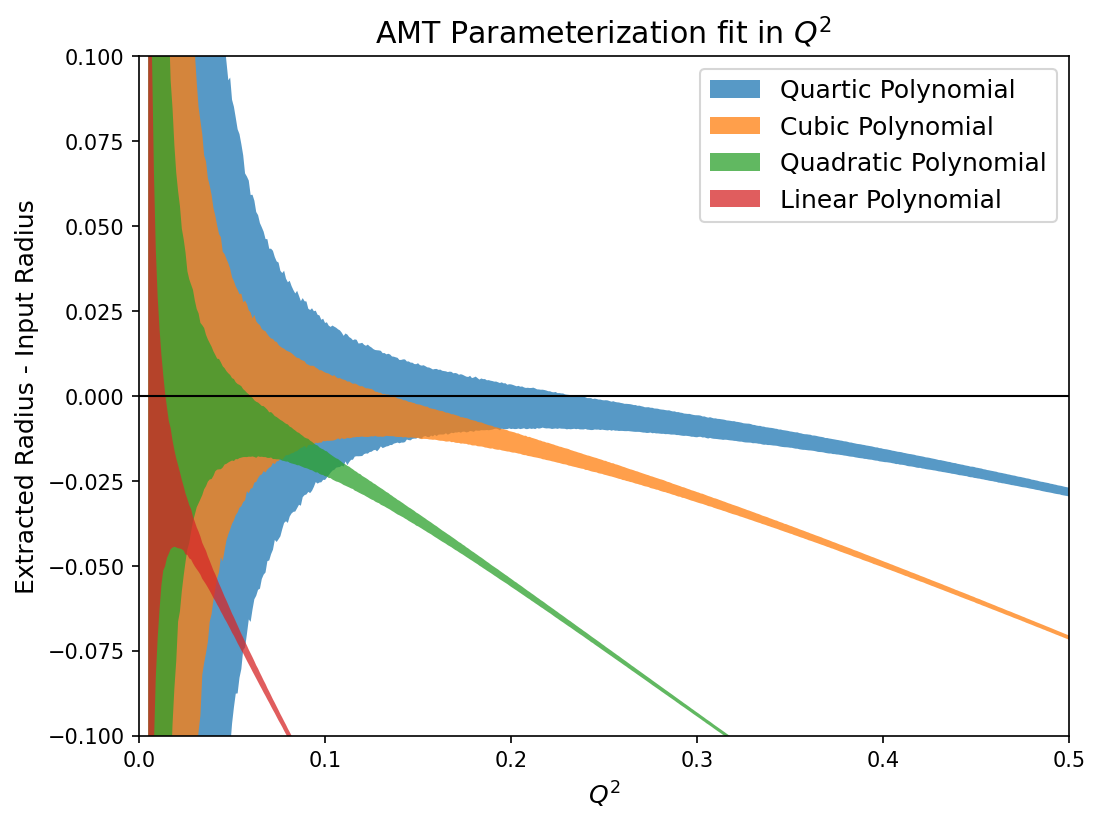 AMT Parameterization fit in Q²
Extracted Radius - Input Radius
0.100
0.075
0.050
0.025
0.000
−0.025
−0.050
−0.075
−0.100
Quartic Polynomial
Cubic Polynomial
Quadratic Polynomial
Linear Polynomial
0.0 0.1 0.2 0.3 0.4 0.5
Q²